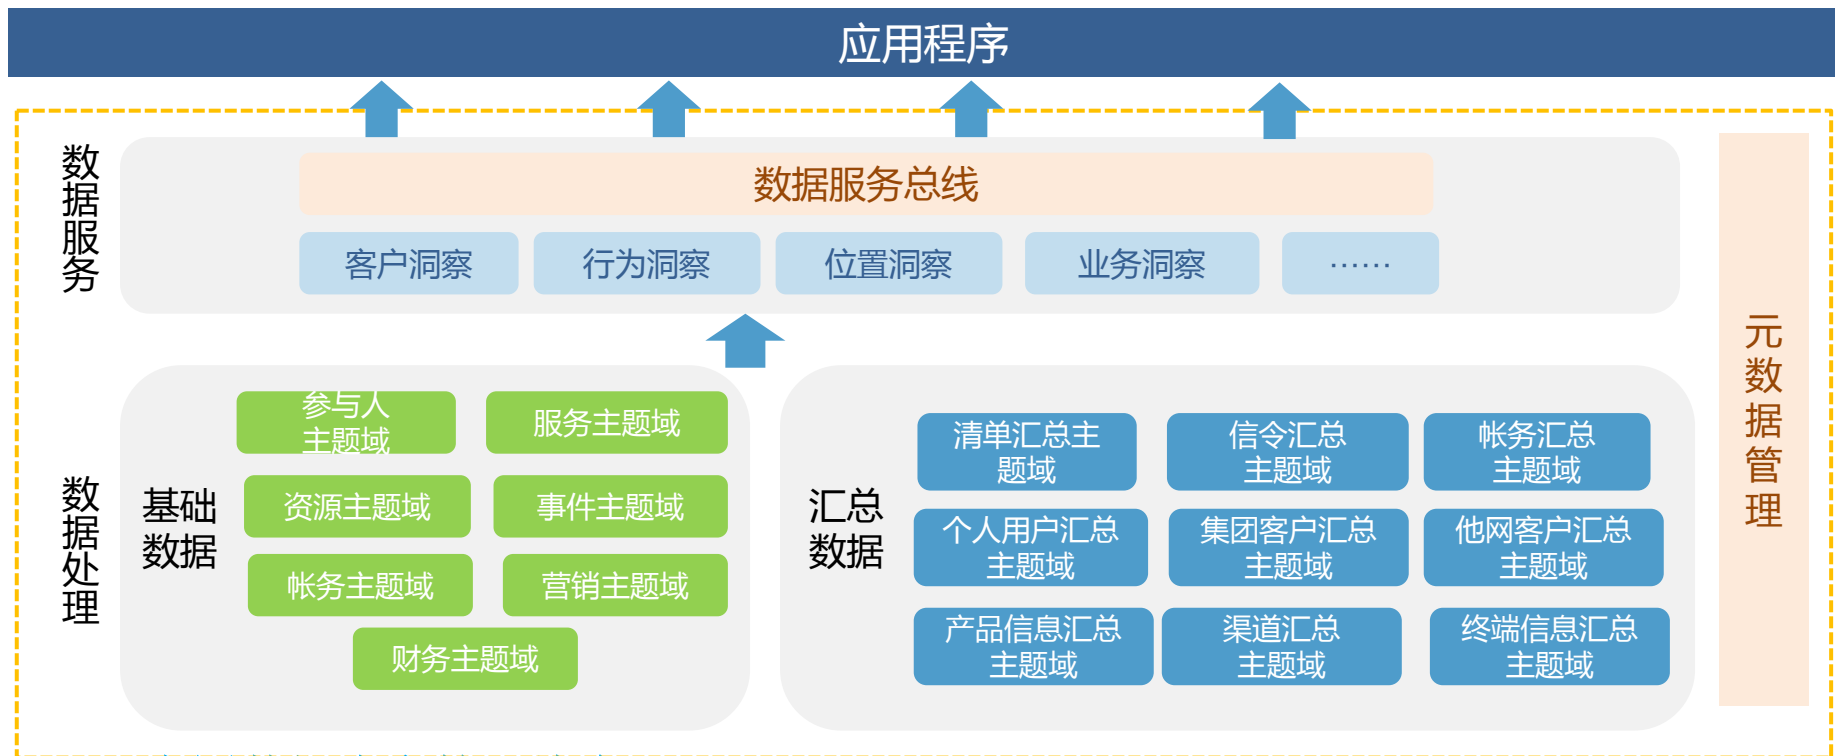 应用程序
数据服务
数据服务总线
客户洞察
行为洞察
位置洞察
业务洞察
……
元数据管理
数据处理
基础
数据
参与人
主题域
服务主题域
资源主题域
事件主题域
帐务主题域
营销主题域
财务主题域
汇总
数据
清单汇总主
题域
信令汇总
主题域
帐务汇总
主题域
个人用户汇总
主题域
集团客户汇总
主题域
他网客户汇总
主题域
产品信息汇总
主题域
渠道汇总
主题域
终端信息汇总
主题域